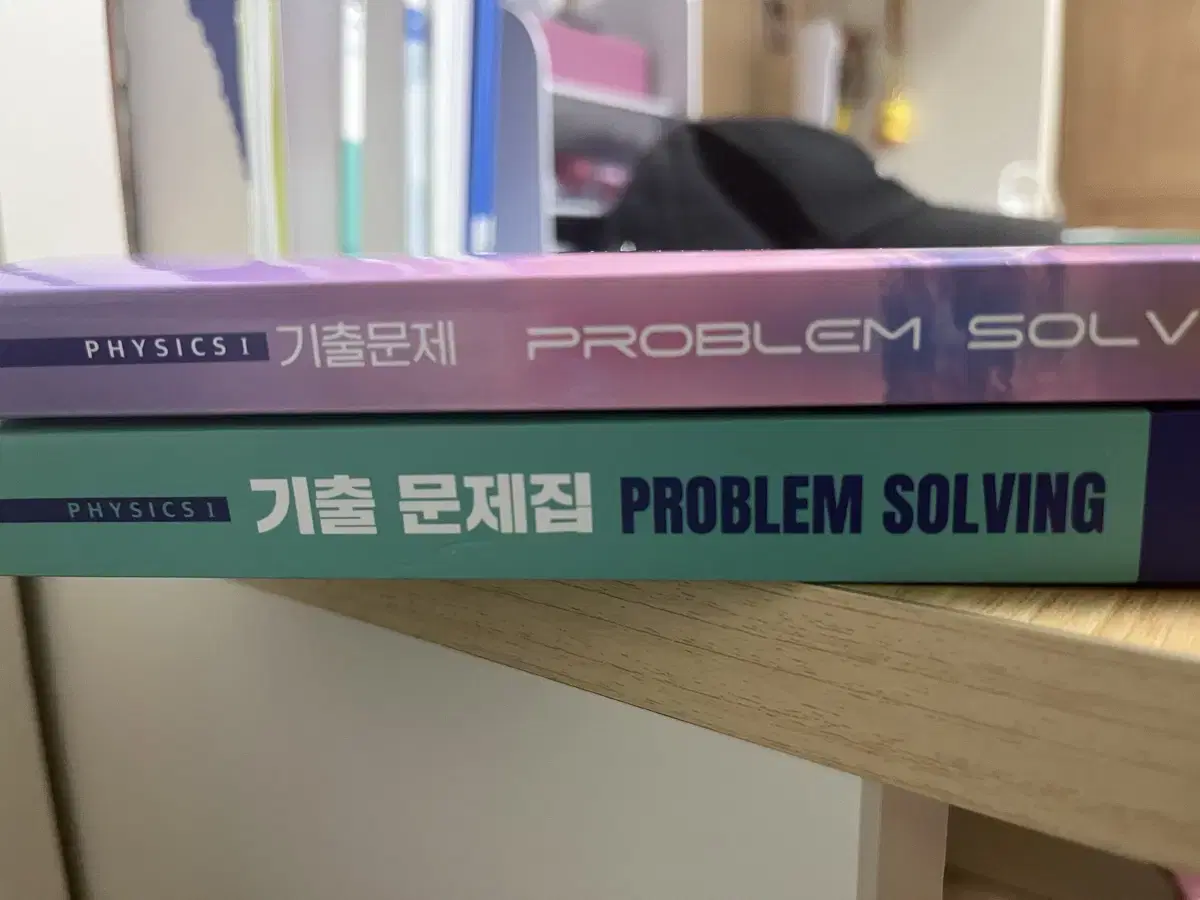 PHYSICS I 기출문제 PROBLEM SOLV
PHYSICS I 기출 문제집 PROBLEM SOLVING